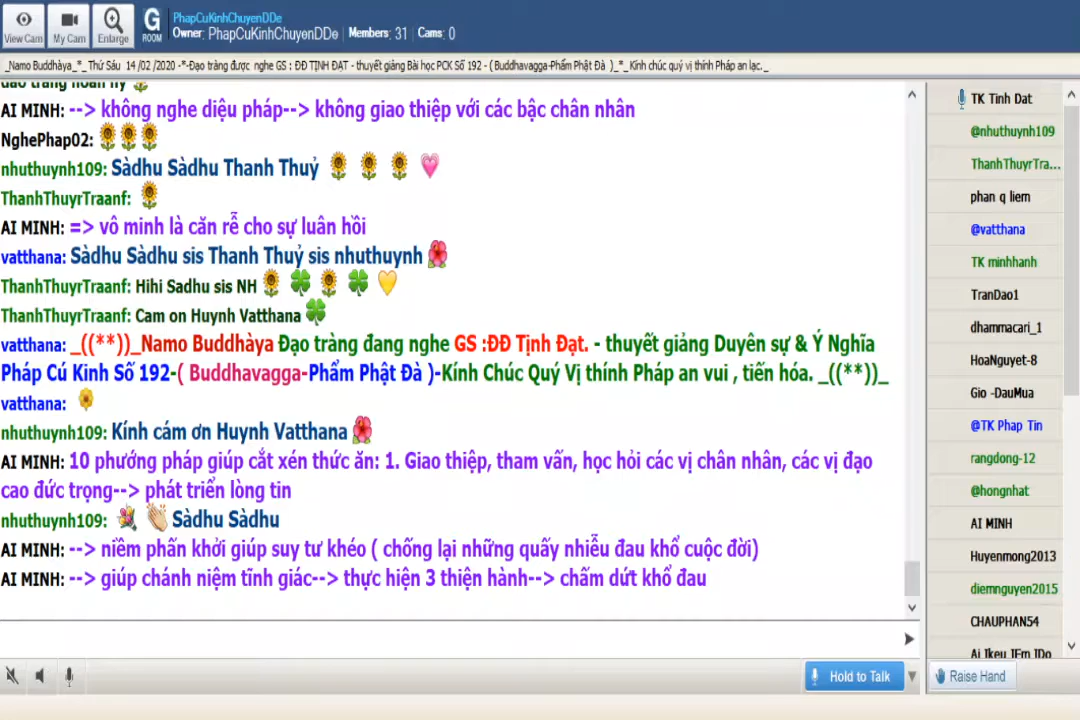 PhapCuKinhChuyenDDe
Owner: PhapCuKinhChuyenDDe Members: 31 Cams: 0
View Cam My Cam Enlarge G ROOM
_Namo Buddhàya_*_ Thứ Sáu 14 /02 /2020 -*-Đạo tràng được nghe GS : ĐĐ TỊNH ĐẠT - thuyết giảng Bài học PCK Số 192 - ( Buddhavagga-Phẩm Phật Đà )_*_ Kính chúc quý vị thính Pháp an lạc._
đạo tràng hoan hỷ
AI MINH: --> không nghe diệu pháp--> không giao thiệp với các bậc chân nhân
NghePhap02:
nhuthuynh109: Sàdhu Sàdhu Thanh Thuỷ
ThanhThuyrTraanf:
AI MINH: => vô minh là căn rễ cho sự luân hồi
vatthana: Sàdhu Sàdhu sis Thanh Thuỷ sis nhuthuynh
ThanhThuyrTraanf: Hihi Sadhu sis NH
ThanhThuyrTraanf: Cam on Huynh Vatthana
vatthana: _((**))_Namo Buddhàya Đạo tràng đang nghe GS :ĐĐ Tịnh Đạt. - thuyết giảng Duyên sự & Ý Nghĩa
Pháp Cú Kinh Số 192-( Buddhavagga-Phẩm Phật Đà )-Kính Chúc Quý Vị thính Pháp an vui , tiến hóa. _((**))_
vatthana:
nhuthuynh109: Kính cám ơn Huynh Vatthana
AI MINH: 10 phướng pháp giúp cắt xén thức ăn: 1. Giao thiệp, tham vấn, học hỏi các vị chân nhân, các vị đạo
cao đức trọng--> phát triển lòng tin
nhuthuynh109: Sàdhu Sàdhu
AI MINH: --> niềm phấn khởi giúp suy tư khéo ( chống lại những quấy nhiễu đau khổ cuộc đời)
AI MINH: --> giúp chánh niệm tĩnh giác--> thực hiện 3 thiện hành--> chấm dứt khổ đau
TK Tinh Dat
@nhuthuynh109
ThanhThuyrTra...
phan q liem
@vatthana
TK minhhanh
TranDao1
dhammacari_1
HoaNguyet-8
Gio -DauMua
@TK Phap Tin
rangdong-12
@hongnhat
AI MINH
Huyenmong2013
diemnguyen2015
CHAUPHAN54
Ai Ikeu IEm IDo
Hold to Talk
Raise Hand